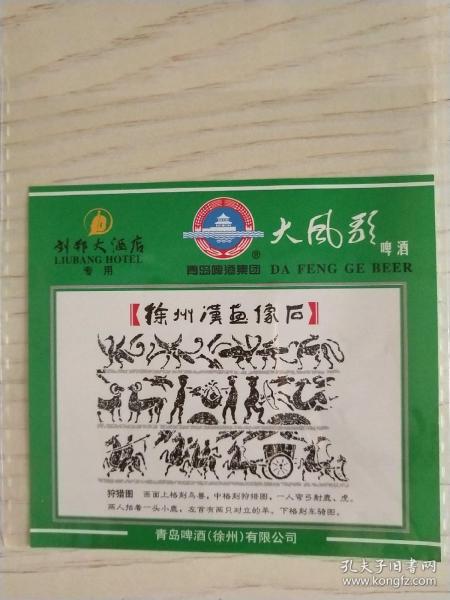 刘邦大酒店
LIUBANG HOTEL
专用
®
青岛啤酒集团
大风歌
啤酒
DA FENG GE BEER
【徐州漢画像石】
狩猎图 画面上格刻鸟兽，中格刻狩猎图，一人弯弓射鹿、虎。
两人抬着一头小鹿，左首有两只对立的羊。下格刻车骑图。
青岛啤酒(徐州)有限公司
孔夫子旧书网
www.kongfz.com